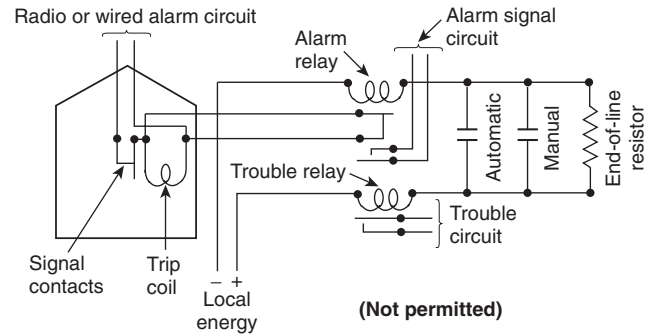 Radio or wired alarm circuit
Alarm signal
circuit
Alarm
relay
Automatic
Manual
End-of-line
resistor
Trouble relay
Trouble
circuit
Signal
contacts
Trip
coil
– +
Local
energy
(Not permitted)